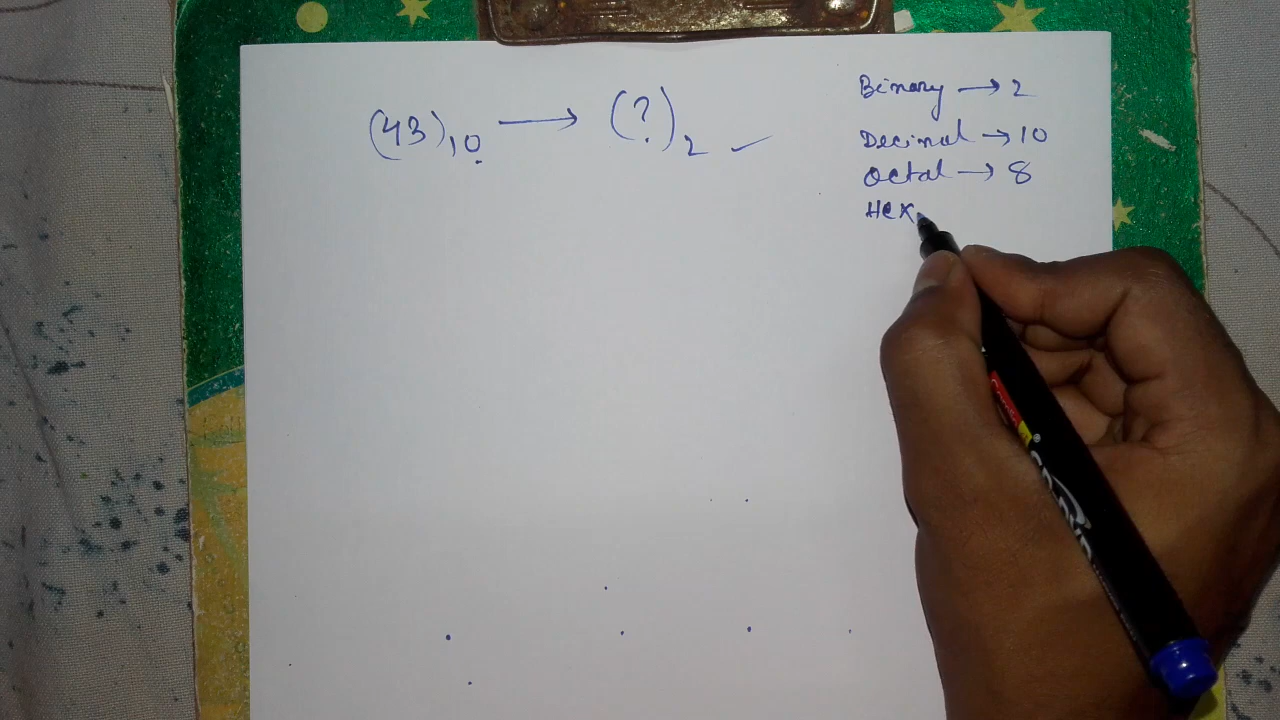 (43)10 → (?)2 ✓
Binary → 2
Decimal → 10
Octal → 8
Hex